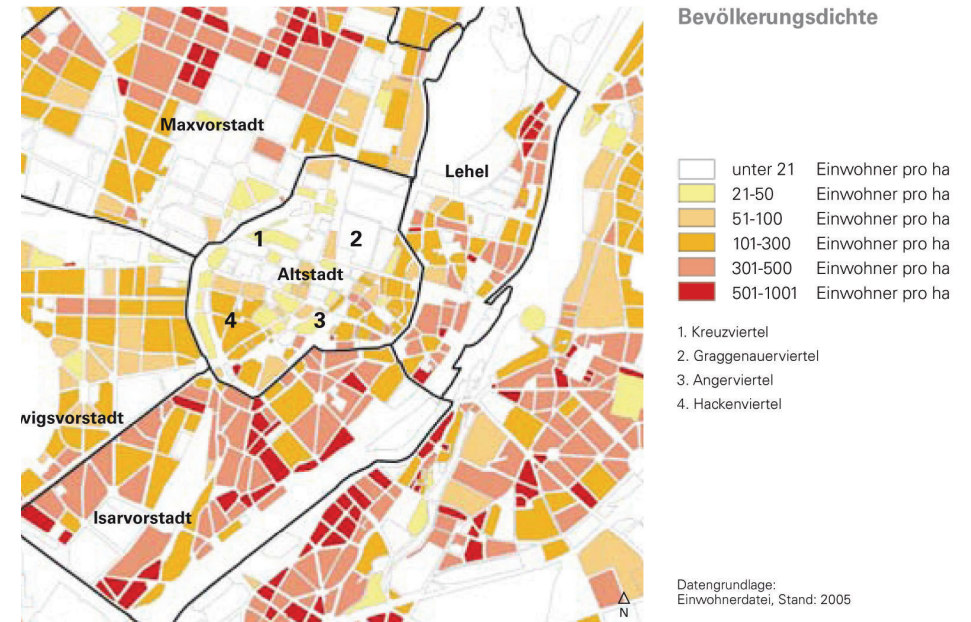 Bevölkerungsdichte
Maxvorstadt
Lehel
1
2
Altstadt
4
3
wigsvorstadt
Isarvorstadt
unter 21 Einwohner pro ha
21-50 Einwohner pro ha
51-100 Einwohner pro ha
101-300 Einwohner pro ha
301-500 Einwohner pro ha
501-1001 Einwohner pro ha
1. Kreuzviertel
2. Graggenauerviertel
3. Angerviertel
4. Hackenviertel
Datengrundlage:
Einwohnerdatei, Stand: 2005
N